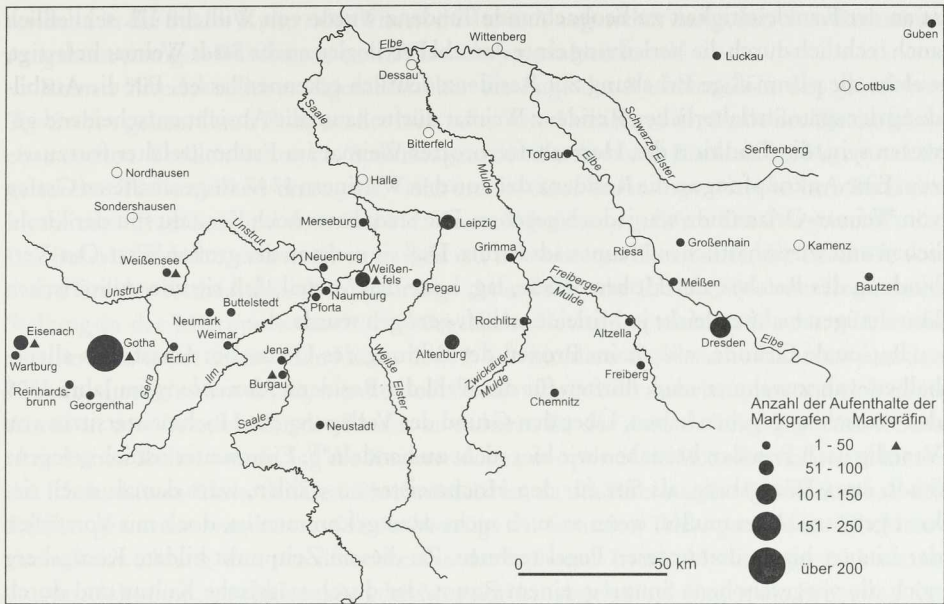 Guben
Luckau
Cottbus
Elbe
Wittenberg
Dessau
Saale
Schwarze Elster
Bitterfeld
Mulde
Torgau
Elbe
Senftenberg
Nordhausen
Halle
Sondershausen
Merseburg
Leipzig
Unstrut
Grimma
Riesa
Großenhain
Kamenz
Weißensee
Neuenburg
Weißen-
fels
Pegau
Freiberger
Mulde
Meißen
Bautzen
Unstrut
Naumburg
Pforta
Buttelstedt
Neumark
Rochlitz
Altzella
Dresden
Elbe
Eisenach
Wartburg
Gotha
Erfurt
Weimar
Ilm
Jena
Burgau
Weiße Elster
Altenburg
Zwickauer
Mulde
Freiberg
Reinhards-
brunn
Georgenthal
Gera
Chemnitz
Saale
Neustadt
Anzahl der Aufenthalte der
Markgrafen / Markgräfin
1 - 50
51 - 100
101 - 150
151 - 250
über 200
50 km